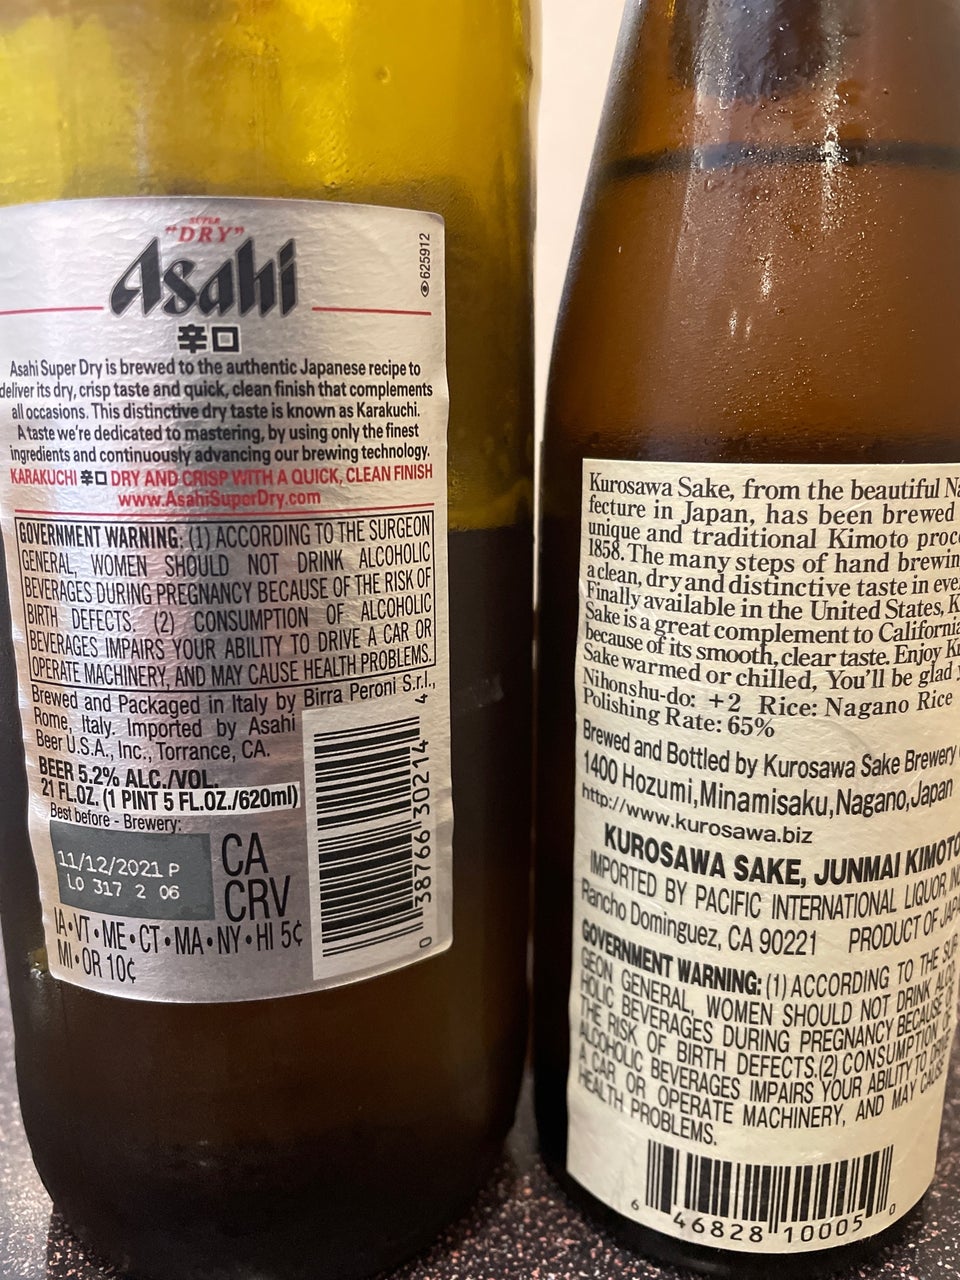 SUPER
"DRY"
Asahi
625912
辛口
Asahi Super Dry is brewed to the authentic Japanese recipe to
deliver its dry, crisp taste and quick, clean finish that complements
all occasions. This distinctive dry taste is known as Karakuchi.
A taste we're dedicated to mastering, by using only the finest
ingredients and continuously advancing our brewing technology.
KARAKUCHI 辛口 DRY AND CRISP WITH A QUICK, CLEAN FINISH
www.AsahiSuperDry.com
GOVERNMENT WARNING: (1) ACCORDING TO THE SURGEON
GENERAL, WOMEN SHOULD NOT DRINK ALCOHOLIC
BEVERAGES DURING PREGNANCY BECAUSE OF THE RISK OF
BIRTH DEFECTS. (2) CONSUMPTION OF ALCOHOLIC
BEVERAGES IMPAIRS YOUR ABILITY TO DRIVE A CAR OR
OPERATE MACHINERY, AND MAY CAUSE HEALTH PROBLEMS.
Brewed and Packaged in Italy by Birra Peroni S.r.l.,
Rome, Italy. Imported by Asahi
Beer U.S.A., Inc., Torrance, CA.
BEER 5.2% ALC./VOL.
21 FL.OZ. (1 PINT 5 FL.OZ./620ml)
Best before - Brewery:
11/12/2021 P
LO 317 2 06
CA
CRV
IA•VT•ME•CT•MA•NY•HI 5¢
MI•OR 10¢
0 38766 30214 4
Kurosawa Sake, from the beautiful Na
fecture in Japan, has been brewed
unique and traditional Kimoto proc
1858. The many steps of hand brewin
a clean, dry and distinctive taste in eve
Finally available in the United States, K
Sake is a great complement to California
because of its smooth, clear taste. Enjoy Ku
Sake warmed or chilled, You'll be glad y
Nihonshu-do: +2 Rice: Nagano Rice
Polishing Rate: 65%
Brewed and Bottled by Kurosawa Sake Brewery
1400 Hozumi,Minamisaku,Nagano,Japan
http://www.kurosawa.biz
KUROSAWA SAKE, JUNMAI KIMOTO
IMPORTED BY PACIFIC INTERNATIONAL LIQUOR, IN
Rancho Dominguez, CA 90221 PRODUCT OF JAPA
GOVERNMENT WARNING: (1) ACCORDING TO THE SUR
GEON GENERAL, WOMEN SHOULD NOT DRINK ALCO
HOLIC BEVERAGES DURING PREGNANCY BECAUSE OF
THE RISK OF BIRTH DEFECTS.(2) CONSUMPTION OF
ALCOHOLIC BEVERAGES IMPAIRS YOUR ABILITY TO DRIVE
A CAR OR OPERATE MACHINERY, AND MAY CAUSE
HEALTH PROBLEMS.
6 46828 10005 0